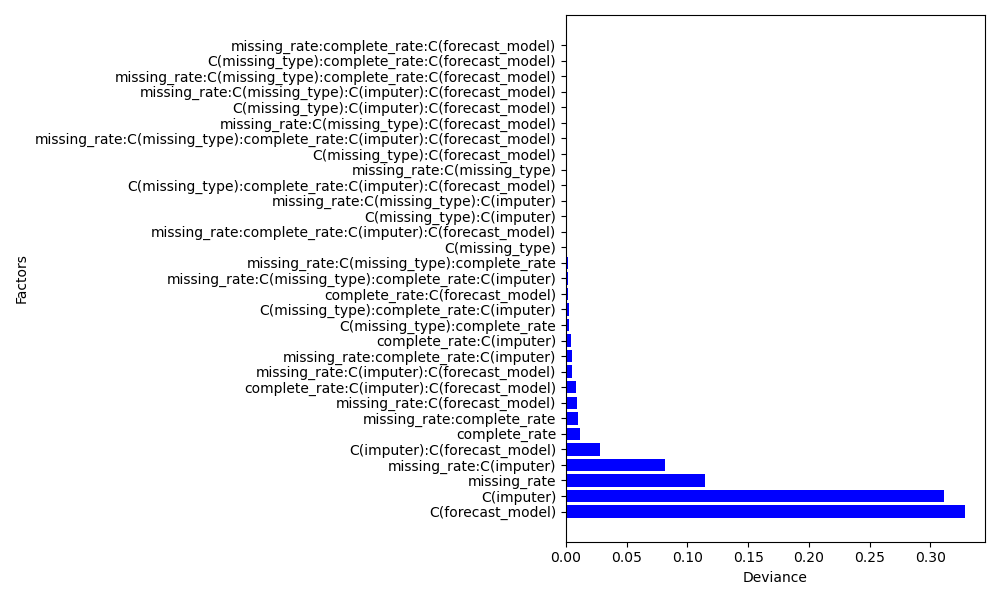 missing_rate:complete_rate:C(forecast_model)
C(missing_type):complete_rate:C(forecast_model)
missing_rate:C(missing_type):complete_rate:C(forecast_model)
missing_rate:C(missing_type):C(imputer):C(forecast_model)
C(missing_type):C(imputer):C(forecast_model)
missing_rate:C(missing_type):C(forecast_model)
missing_rate:C(missing_type):complete_rate:C(imputer):C(forecast_model)
C(missing_type):C(forecast_model)
missing_rate:C(missing_type)
C(missing_type):complete_rate:C(imputer):C(forecast_model)
missing_rate:C(missing_type):C(imputer)
C(missing_type):C(imputer)
missing_rate:complete_rate:C(imputer):C(forecast_model)
C(missing_type)
missing_rate:C(missing_type):complete_rate
missing_rate:C(missing_type):complete_rate:C(imputer)
complete_rate:C(forecast_model)
C(missing_type):complete_rate:C(imputer)
C(missing_type):complete_rate
complete_rate:C(imputer)
missing_rate:complete_rate:C(imputer)
missing_rate:C(imputer):C(forecast_model)
complete_rate:C(imputer):C(forecast_model)
missing_rate:C(forecast_model)
missing_rate:complete_rate
complete_rate
C(imputer):C(forecast_model)
missing_rate:C(imputer)
missing_rate
C(imputer)
C(forecast_model)
Factors
0.00 0.05 0.10 0.15 0.20 0.25 0.30
Deviance